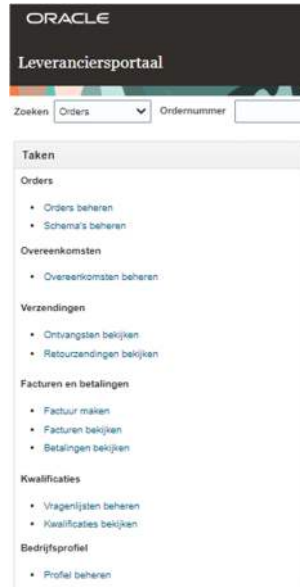 ORACLE
Leveranciersportaal
Zoeken Orders Ordernummer
Taken
Orders
• Orders beheren
• Schema's beheren
Overeenkomsten
• Overeenkomsten beheren
Verzendingen
• Ontvangsten bekijken
• Retourzendingen bekijken
Facturen en betalingen
• Factuur maken
• Facturen bekijken
• Betalingen bekijken
Kwalificaties
• Vragenlijsten beheren
• Kwalificaties bekijken
Bedrijfsprofiel
• Profiel beheren